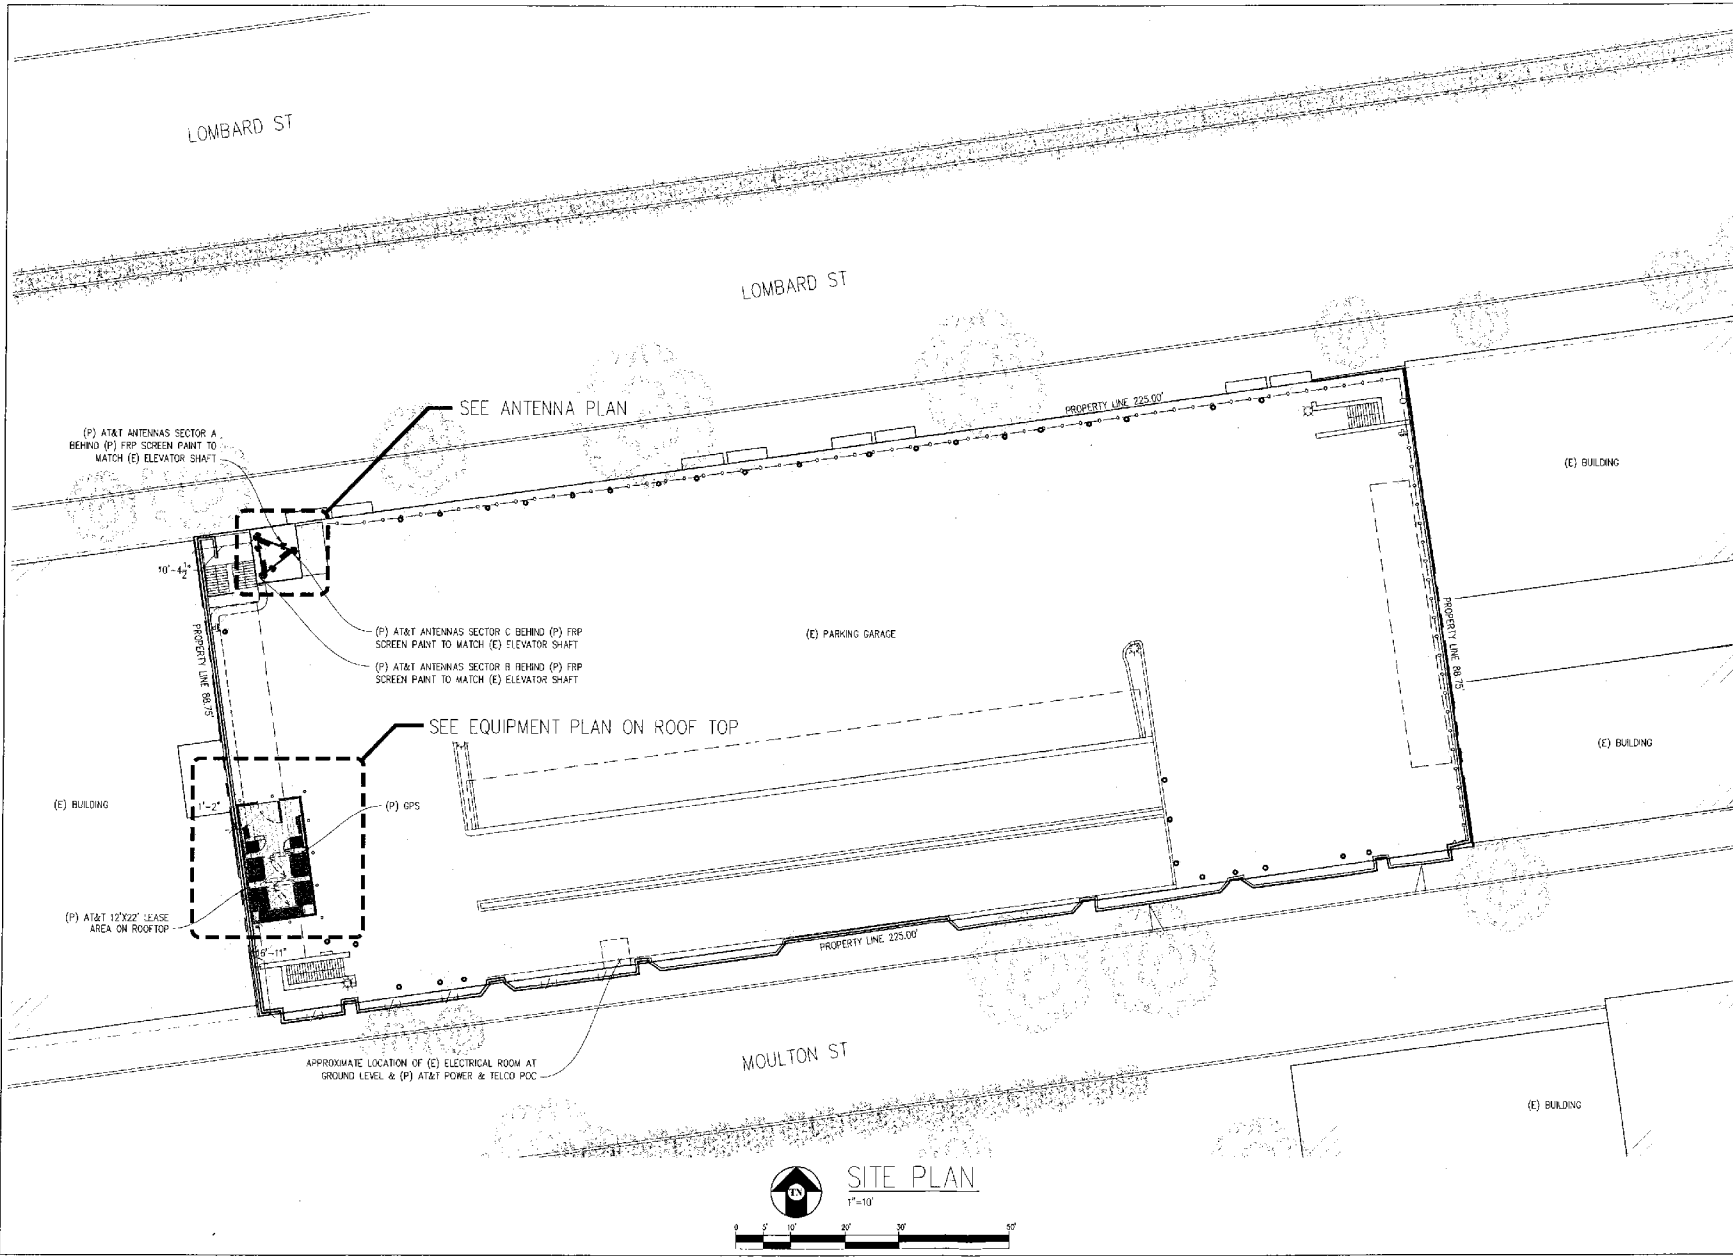 LOMBARD ST
LOMBARD ST
SEE ANTENNA PLAN
PROPERTY LINE 225.00'
(P) AT&T ANTENNAS SECTOR A
BEHIND (P) FRP SCREEN PAINT TO
MATCH (E) ELEVATOR SHAFT
(E) BUILDING
10'-4½"
(P) AT&T ANTENNAS SECTOR C BEHIND (P) FRP
SCREEN PAINT TO MATCH (E) ELEVATOR SHAFT
(E) PARKING GARAGE
(P) AT&T ANTENNAS SECTOR B BEHIND (P) FRP
SCREEN PAINT TO MATCH (E) ELEVATOR SHAFT
PROPERTY LINE 88.75'
PROPERTY LINE 88.75'
SEE EQUIPMENT PLAN ON ROOF TOP
(E) BUILDING
(E) BUILDING
1'-2"
(P) GPS
(P) AT&T 12'X22' LEASE
AREA ON ROOFTOP
PROPERTY LINE 225.00'
APPROXIMATE LOCATION OF (E) ELECTRICAL ROOM AT
GROUND LEVEL & (P) AT&T POWER & TELCO POC
MOULTON ST
(E) BUILDING
TN
SITE PLAN
1"=10'
0 5' 10' 20' 30' 50'